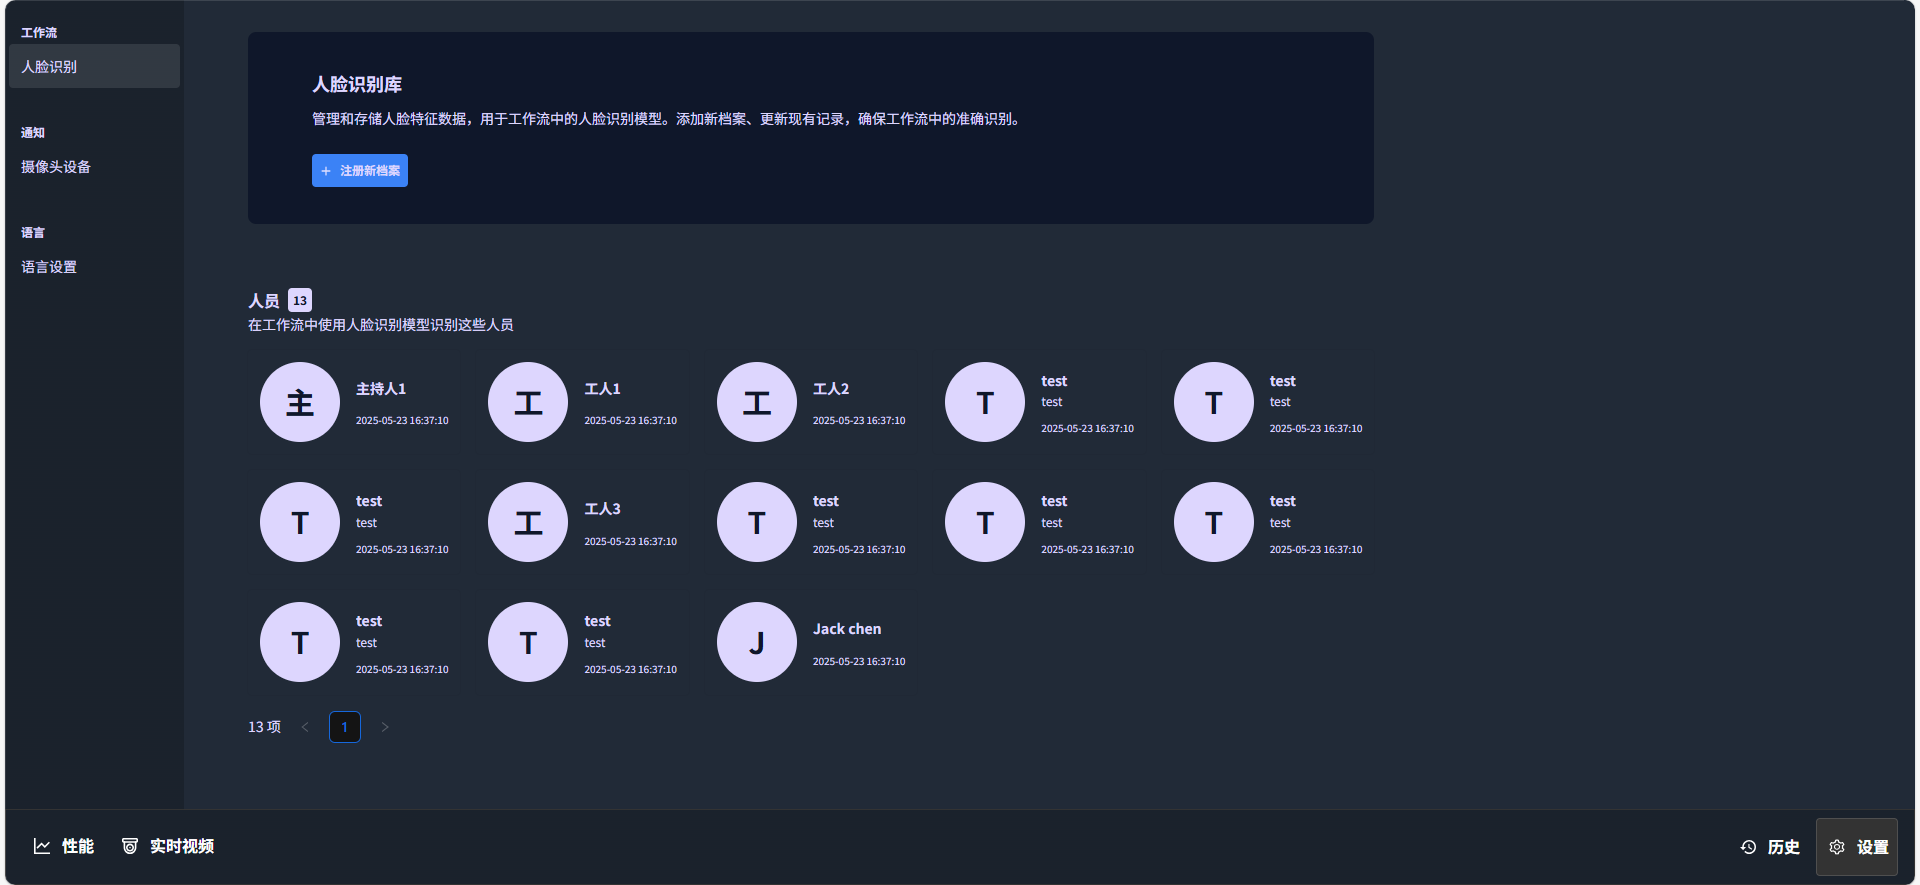 工作流
人脸识别
通知
摄像头设备
语言
语言设置
人脸识别库
管理和存储人脸特征数据，用于工作流中的人脸识别模型。添加新档案、更新现有记录，确保工作流中的准确识别。
+ 注册新档案
人员 13
在工作流中使用人脸识别模型识别这些人员
主
主持人1
2025-05-23 16:37:10
工
工人1
2025-05-23 16:37:10
工
工人2
2025-05-23 16:37:10
T
test
test
2025-05-23 16:37:10
T
test
test
2025-05-23 16:37:10
T
test
test
2025-05-23 16:37:10
工
工人3
2025-05-23 16:37:10
T
test
test
2025-05-23 16:37:10
T
test
test
2025-05-23 16:37:10
T
test
test
2025-05-23 16:37:10
T
test
test
2025-05-23 16:37:10
T
test
test
2025-05-23 16:37:10
J
Jack chen
2025-05-23 16:37:10
13 项 < 1 >
性能 实时视频 历史 设置